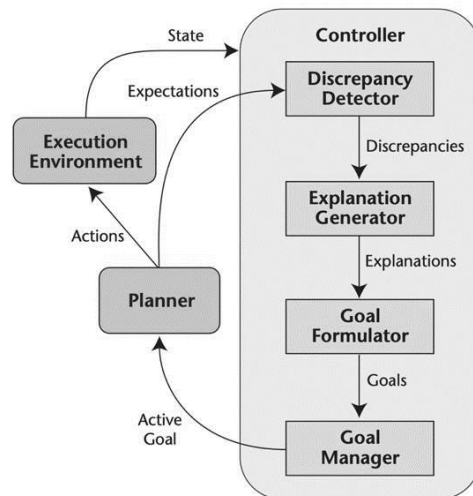 State
Controller
Expectations
Discrepancy
Detector
Execution
Environment
Discrepancies
Explanation
Generator
Actions
Explanations
Planner
Goal
Formulator
Goals
Active
Goal
Goal
Manager